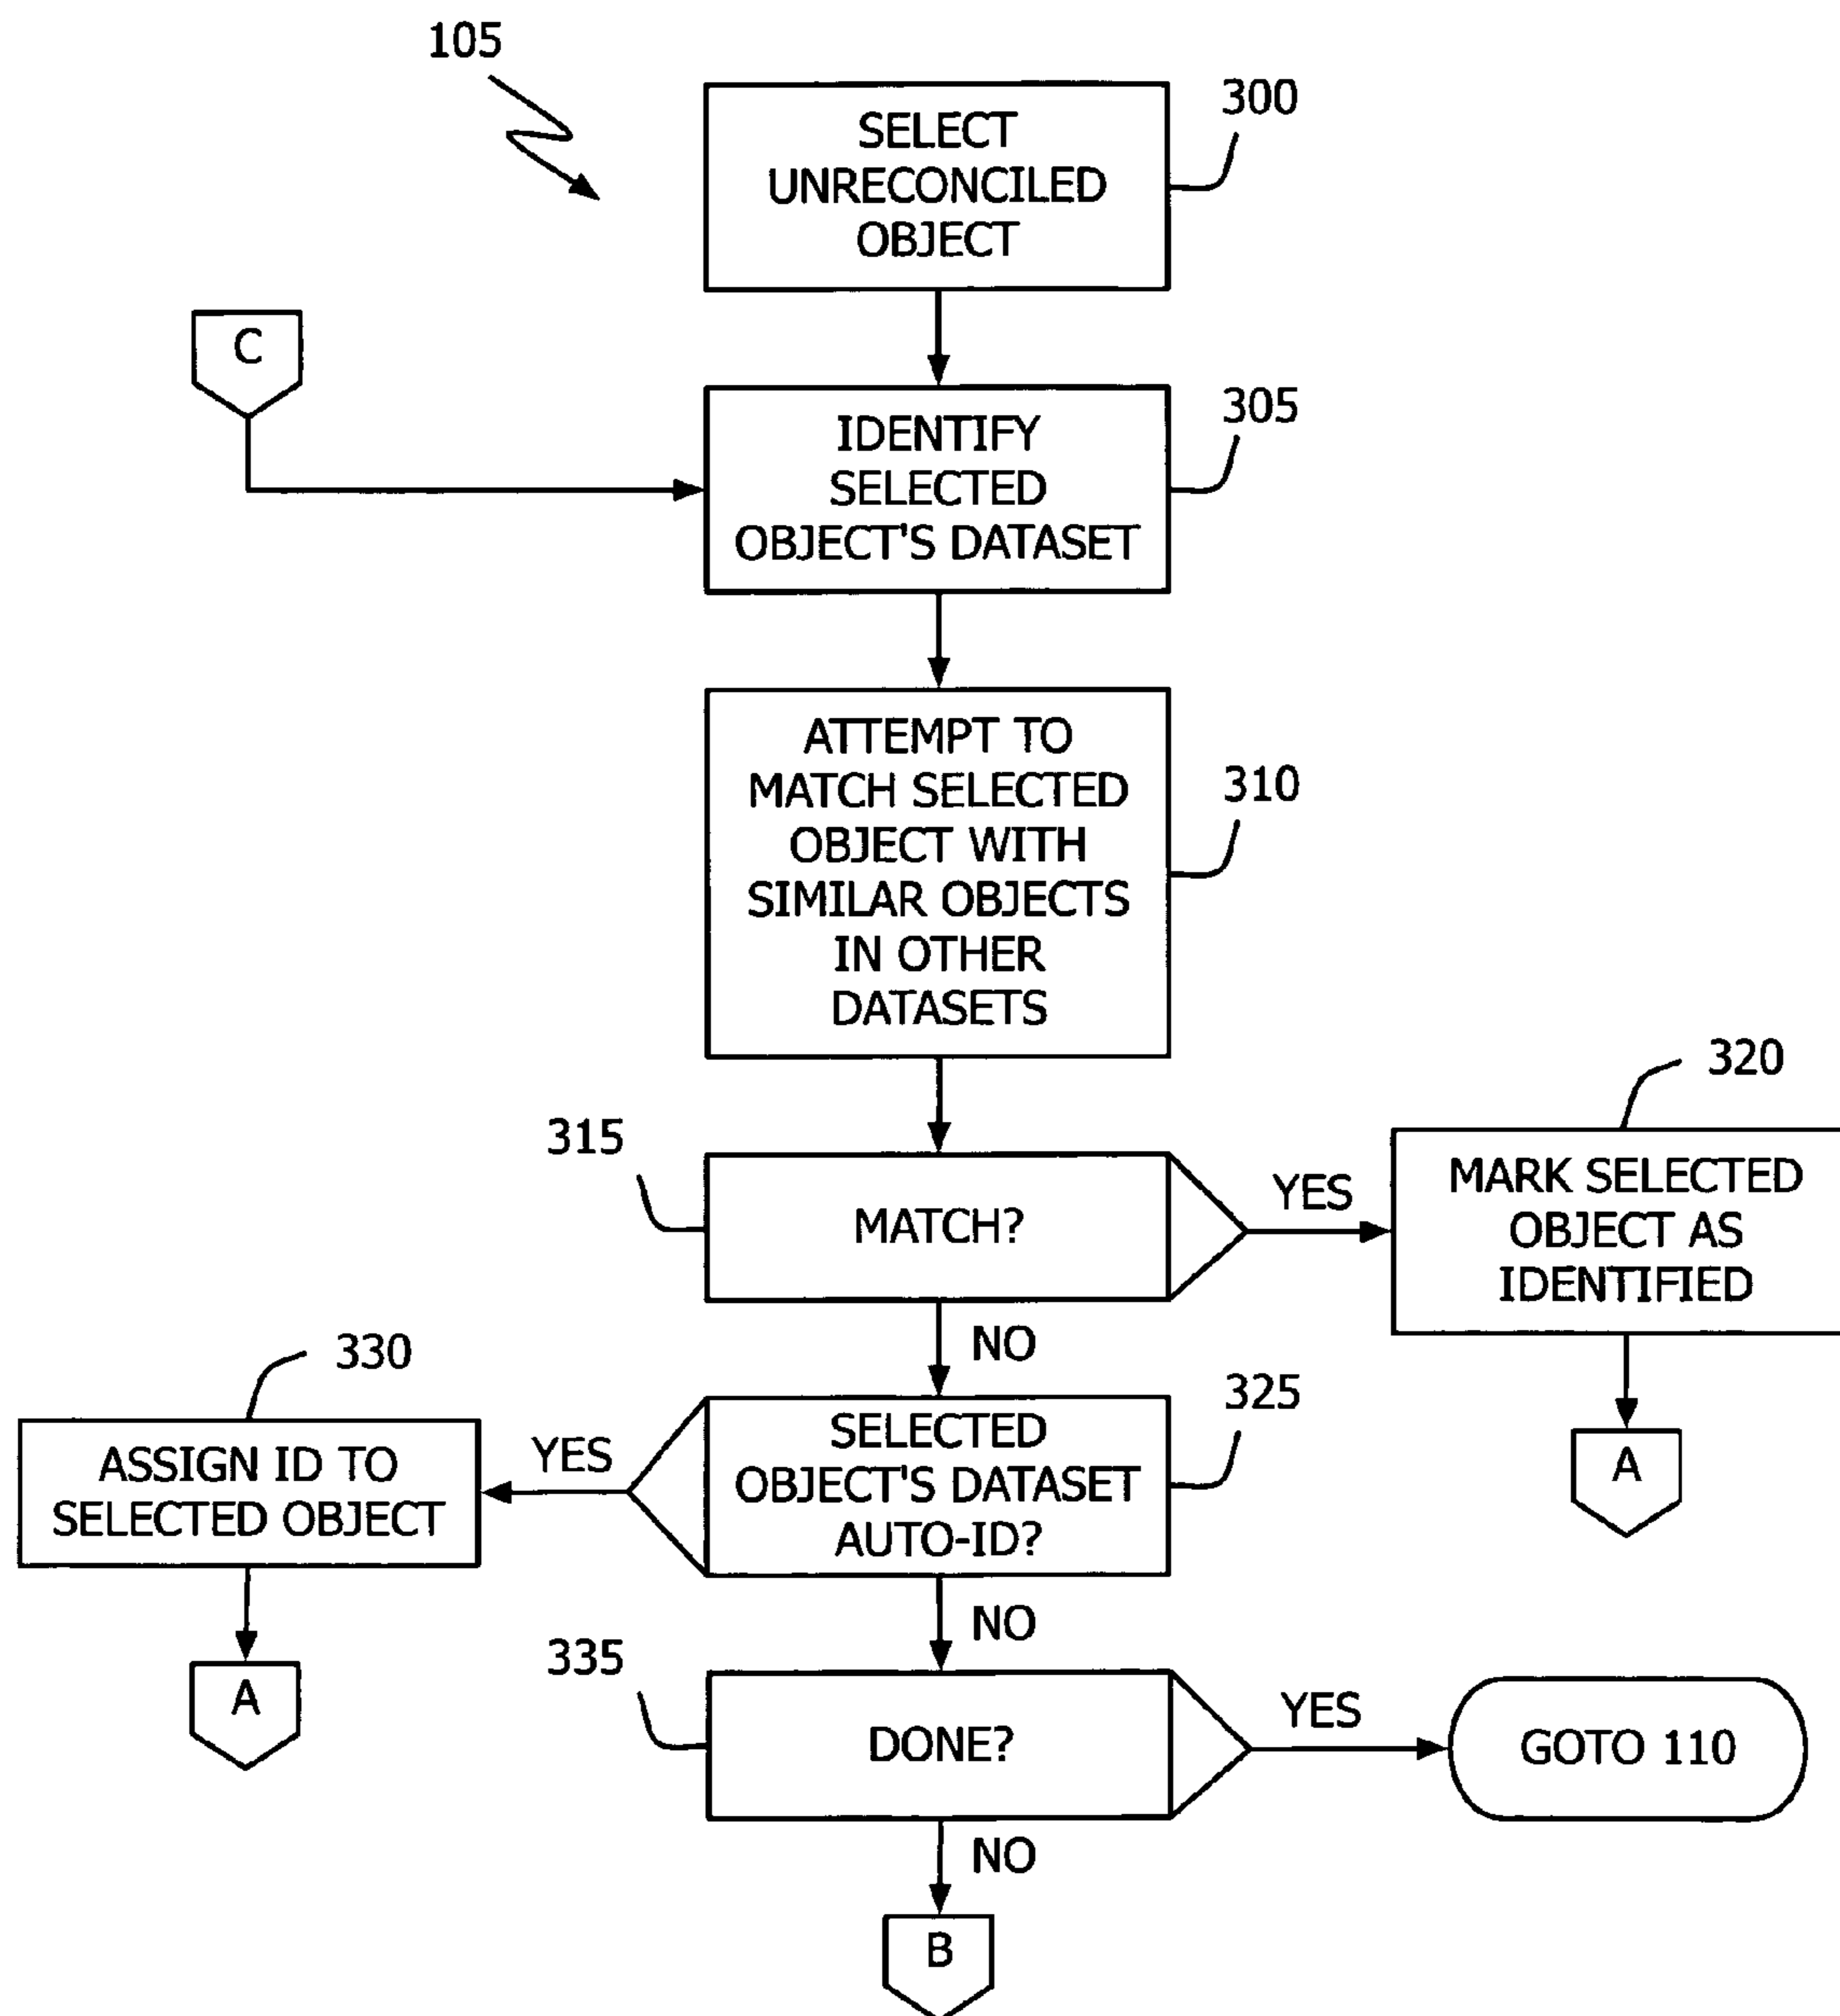 105
300
SELECT
UNRECONCILED
OBJECT
C
305
IDENTIFY
SELECTED
OBJECT'S DATASET
310
ATTEMPT TO
MATCH SELECTED
OBJECT WITH
SIMILAR OBJECTS
IN OTHER
DATASETS
315
MATCH?
YES
320
MARK SELECTED
OBJECT AS
IDENTIFIED
A
NO
325
SELECTED
OBJECT'S DATASET
AUTO-ID?
YES
330
ASSIGN ID TO
SELECTED OBJECT
A
NO
335
DONE?
YES
GOTO 110
NO
B